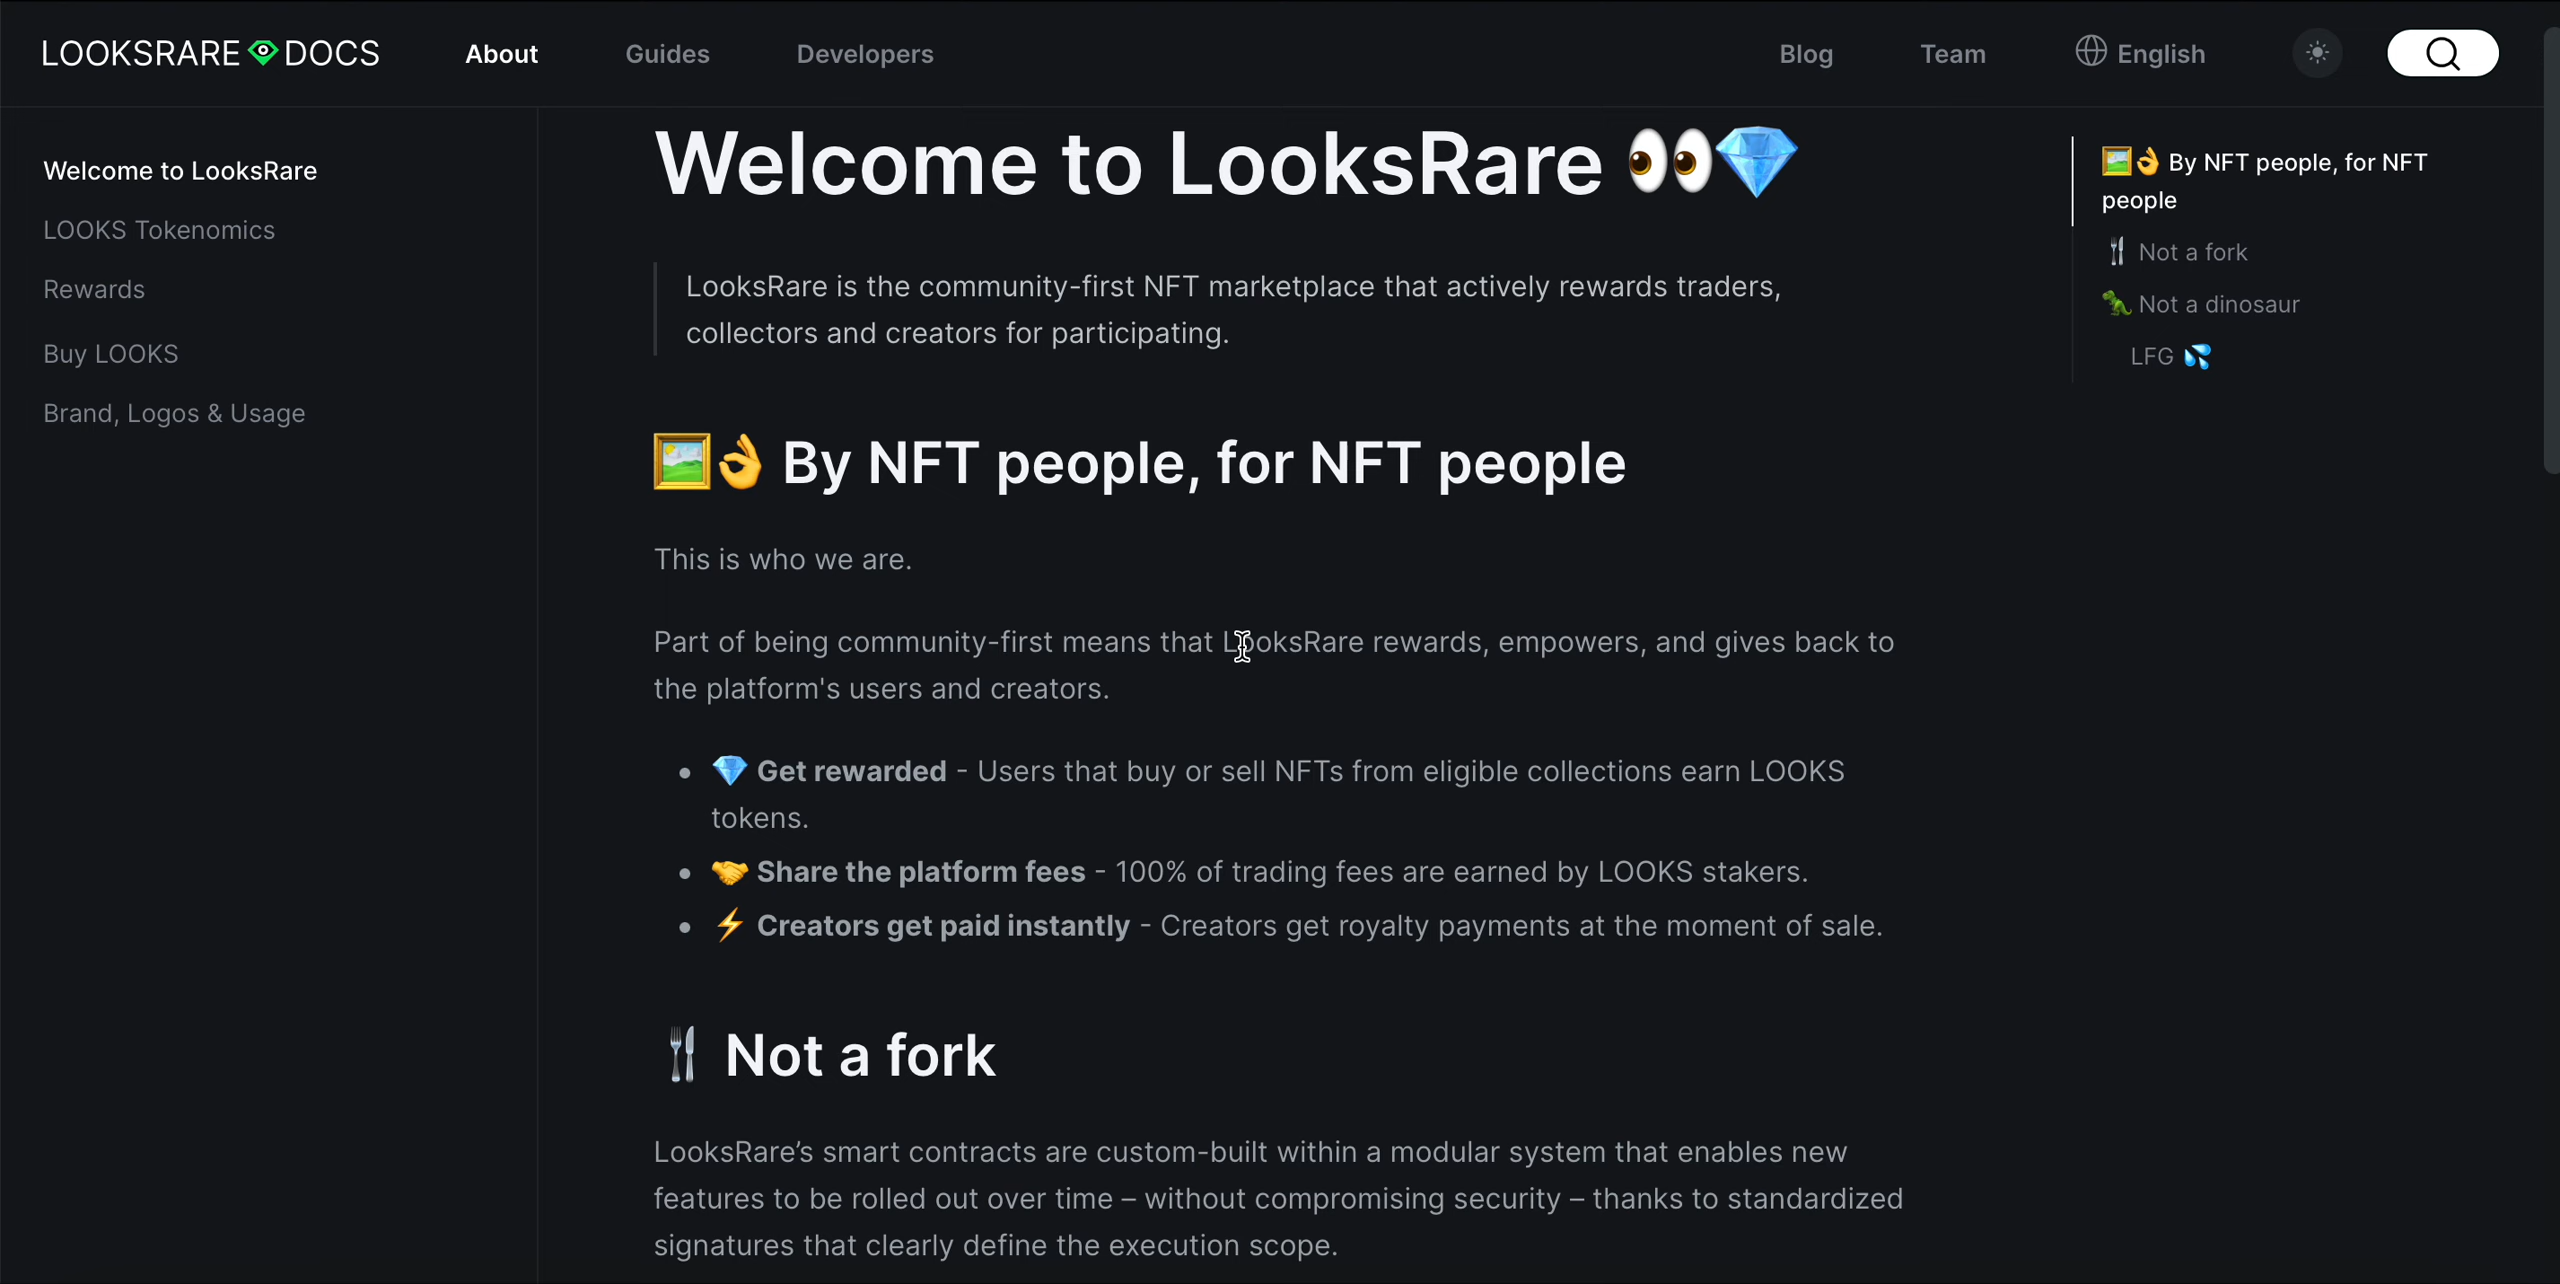 LOOKSRARE DOCS
About
Guides
Developers
Blog
Team
English
Welcome to LooksRare
LOOKS Tokenomics
Rewards
Buy LOOKS
Brand, Logos & Usage
Welcome to LooksRare 👀💎
LooksRare is the community-first NFT marketplace that actively rewards traders,
collectors and creators for participating.
🖼️👌 By NFT people, for NFT people
This is who we are.
Part of being community-first means that LooksRare rewards, empowers, and gives back to
the platform's users and creators.
• 💎 Get rewarded - Users that buy or sell NFTs from eligible collections earn LOOKS
tokens.
• 🤝 Share the platform fees - 100% of trading fees are earned by LOOKS stakers.
• ⚡ Creators get paid instantly - Creators get royalty payments at the moment of sale.
🍴 Not a fork
LooksRare’s smart contracts are custom-built within a modular system that enables new
features to be rolled out over time – without compromising security – thanks to standardized
signatures that clearly define the execution scope.
🖼️👌 By NFT people, for NFT
people
🍴 Not a fork
🦖 Not a dinosaur
LFG 💦